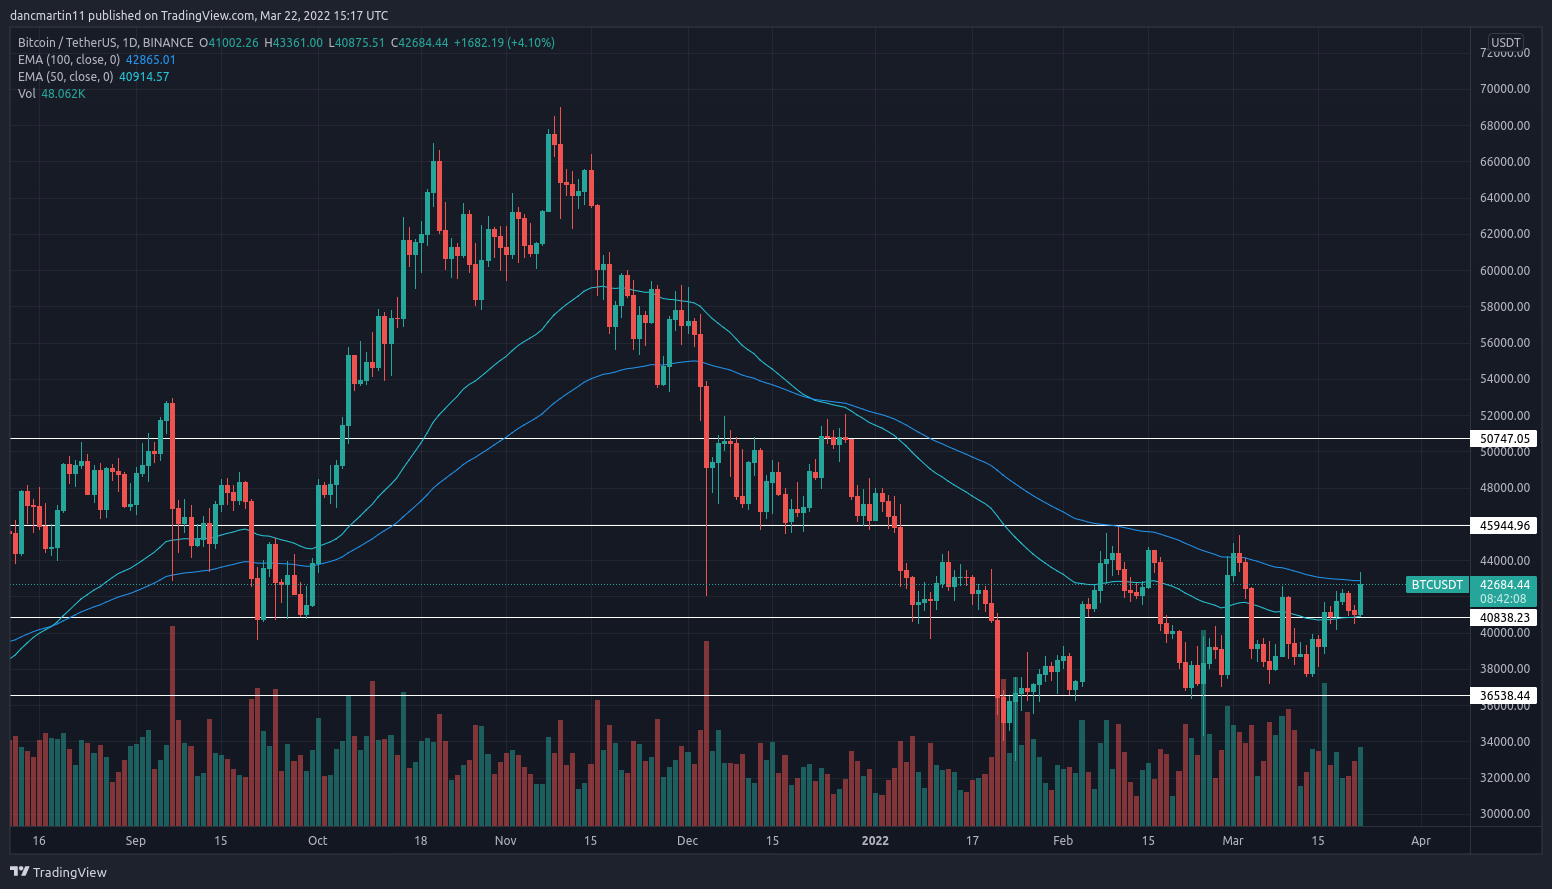 dancmartin11 published on TradingView.com, Mar 22, 2022 15:17 UTC
Bitcoin / TetherUS, 1D, BINANCE O41002.26 H43361.00 L40875.51 C42684.44 +1682.19 (+4.10%)
EMA (100, close, 0) 42865.01
EMA (50, close, 0) 40914.57
Vol 48.062K
USDT
72000.00
70000.00
68000.00
66000.00
64000.00
62000.00
60000.00
58000.00
56000.00
54000.00
52000.00
50747.05
50000.00
48000.00
45944.96
44000.00
BTCUSDT 42684.44
08:42:08
40838.23
40000.00
38000.00
36538.44
36000.00
34000.00
32000.00
30000.00
16 Sep 15 Oct 18 Nov 15 Dec 15 2022 17 Feb 15 Mar 15 Apr
TradingView